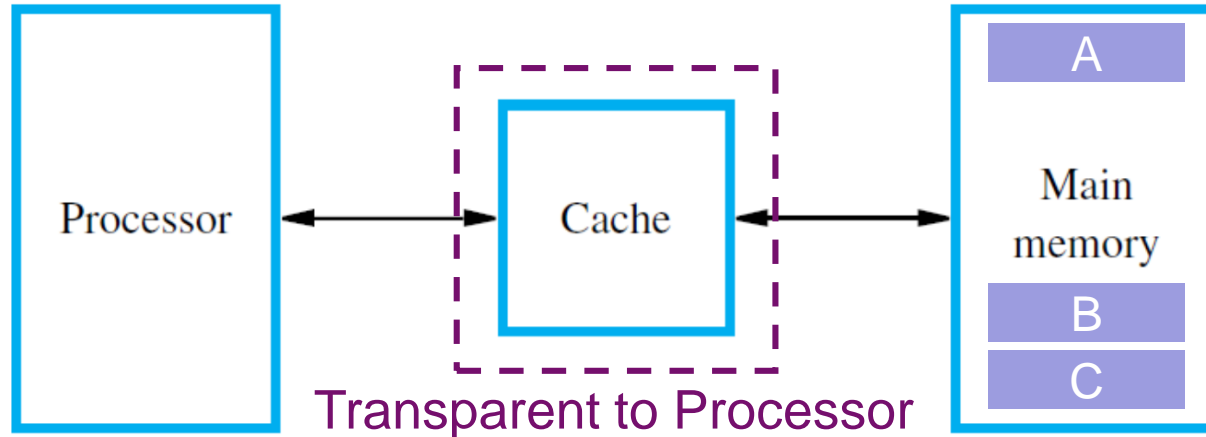 Processor
Cache
A
Main
memory
B
C
Transparent to Processor